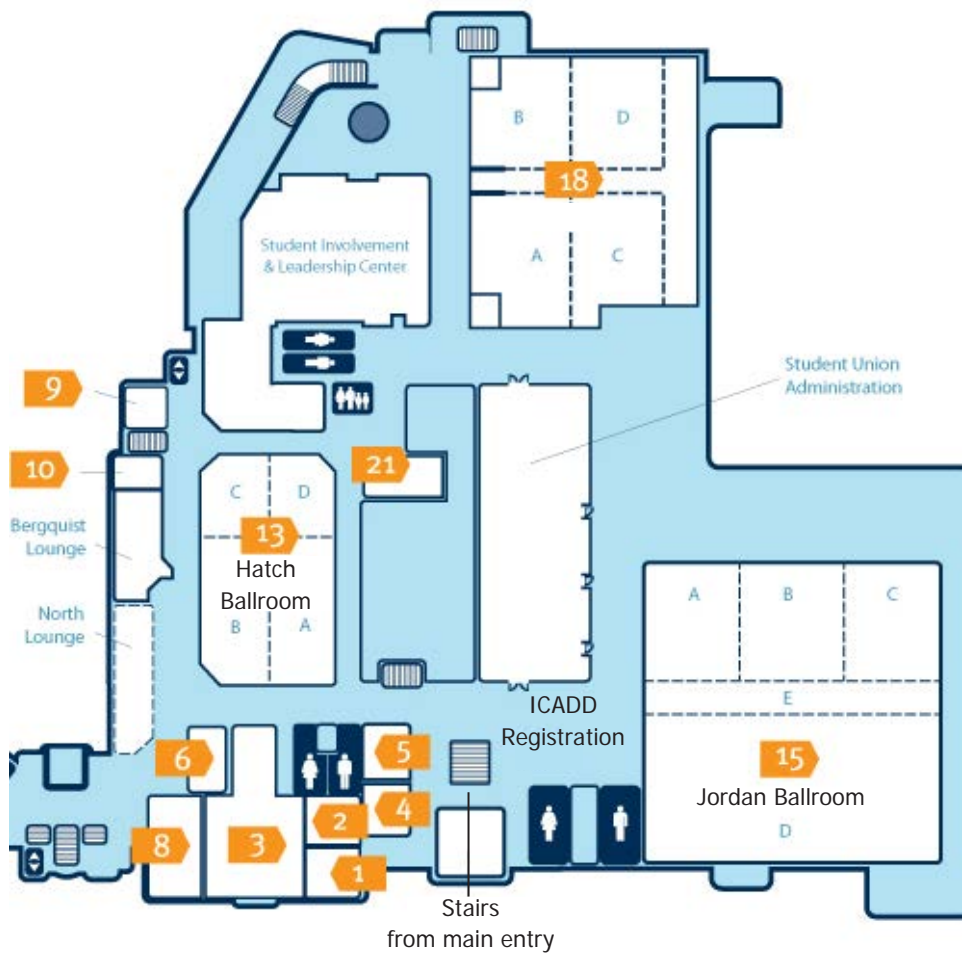 B
D
18
A
C
Student Involvement
& Leadership Center
Student Union
Administration
9
10
21
C
D
13
Hatch
Ballroom
B
A
Bergquist
Lounge
North
Lounge
A
B
C
E
15
Jordan Ballroom
D
ICADD
Registration
6
5
4
2
8
3
1
Stairs
from main entry